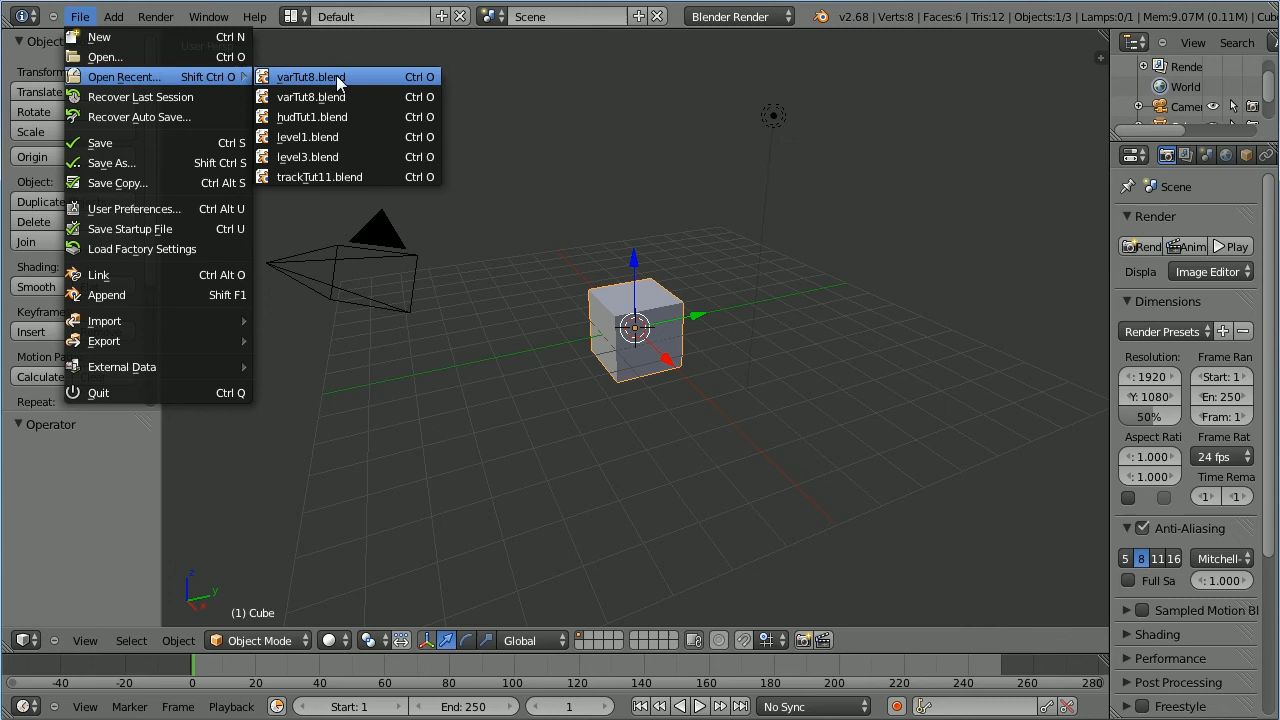 File Add Render Window Help Default Scene Blender Render v2.68 | Verts:8 | Faces:6 | Tris:12 | Objects:1/3 | Lamps:0/1 | Mem:9.07M (0.11M) | Cube
New Ctrl N
Open... Ctrl O
Open Recent... Shift Ctrl O
Recover Last Session
Recover Auto Save...
Save Ctrl S
Save As... Shift Ctrl S
Save Copy... Ctrl Alt S
User Preferences... Ctrl Alt U
Save Startup File Ctrl U
Load Factory Settings
Link Ctrl Alt O
Append Shift F1
Import
Export
External Data
Quit Ctrl Q
varTut8.blend Ctrl O
varTut8.blend Ctrl O
hudTut1.blend Ctrl O
level1.blend Ctrl O
level3.blend Ctrl O
trackTut11.blend Ctrl O
Object
Transform
Translate
Rotate
Scale
Origin
Object:
Duplicate
Delete
Join
Shading:
Smooth
Keyframe
Insert
Motion Pa
Calculate
Repeat:
Operator
User Persp
z
y
x
(1) Cube
View Search
Rende
World
Camer
Scene
Render
Rend Anim Play
Displa Image Editor
Dimensions
Render Presets
Resolution: Frame Ran
: 1920 Start: 1
Y: 1080 En: 250
50% Fram: 1
Aspect Rati Frame Rat
: 1.000 24 fps
: 1.000 Time Rema
1 1
Anti-Aliasing
5 8 11 16 Mitchell-
Full Sa : 1.000
Sampled Motion Bl
Shading
Performance
Post Processing
Freestyle
View Select Object Object Mode Global
-40 -20 0 20 40 60 80 100 120 140 160 180 200 220 240 260 280
View Marker Frame Playback Start: 1 End: 250 1 No Sync